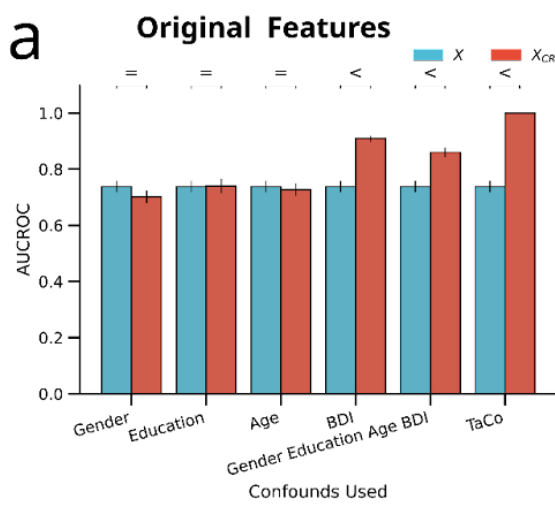 a
Original Features
X X_CR
= = = < < <
1.0
0.8
0.6
0.4
0.2
0.0
AUCROC
Gender
Education
Age
BDI
Gender Education Age BDI
TaCo
Confounds Used